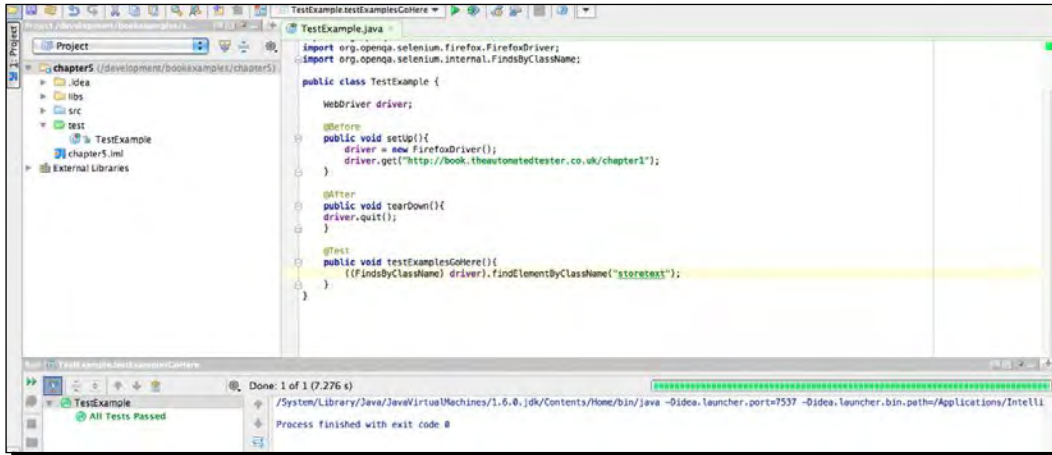 TestExample.testExamplesGoHere
TestExample.java
1: Project
Project
chapter5 (/development/bookexamples/chapter5)
.idea
libs
src
test
TestExample
chapter5.iml
External Libraries
import org.openqa.selenium.firefox.FirefoxDriver;
import org.openqa.selenium.internal.FindsByClassName;
public class TestExample {
WebDriver driver;
@Before
public void setUp(){
driver = new FirefoxDriver();
driver.get("http://book.theautomatedtester.co.uk/chapter1");
}
@After
public void tearDown(){
driver.quit();
}
@Test
public void testExamplesGoHere(){
((FindsByClassName) driver).findElementByClassName("storetext");
}
}
Run TestExample.testExamplesGoHere
Done: 1 of 1 (7.276 s)
TestExample
All Tests Passed
/System/Library/Java/JavaVirtualMachines/1.6.0.jdk/Contents/Home/bin/java -Didea.launcher.port=7537 -Didea.launcher.bin.path=/Applications/Intelli
Process finished with exit code 0